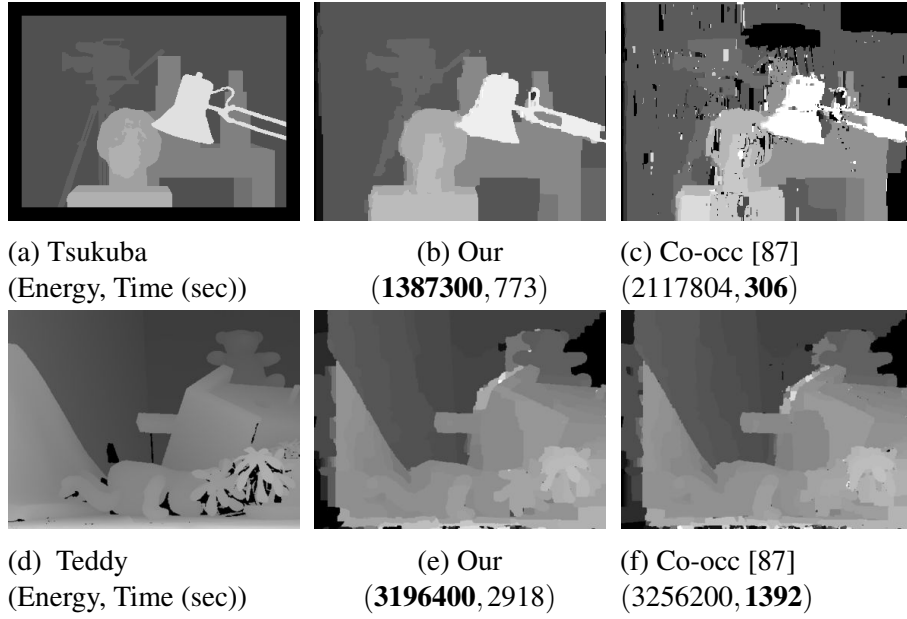 (a) Tsukuba
(Energy, Time (sec))
(b) Our
(1387300, 773)
(c) Co-occ [87]
(2117804, 306)
(d) Teddy
(Energy, Time (sec))
(e) Our
(3196400, 2918)
(f) Co-occ [87]
(3256200, 1392)